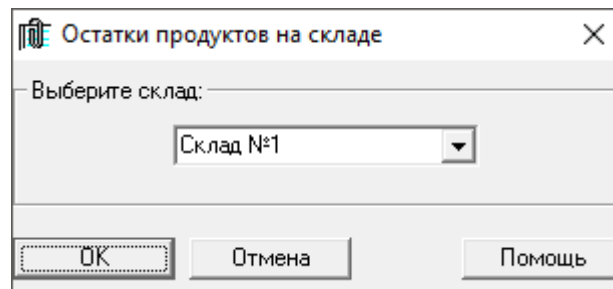 Остатки продуктов на складе
Выберите склад:
Склад №1
OK
Отмена
Помощь